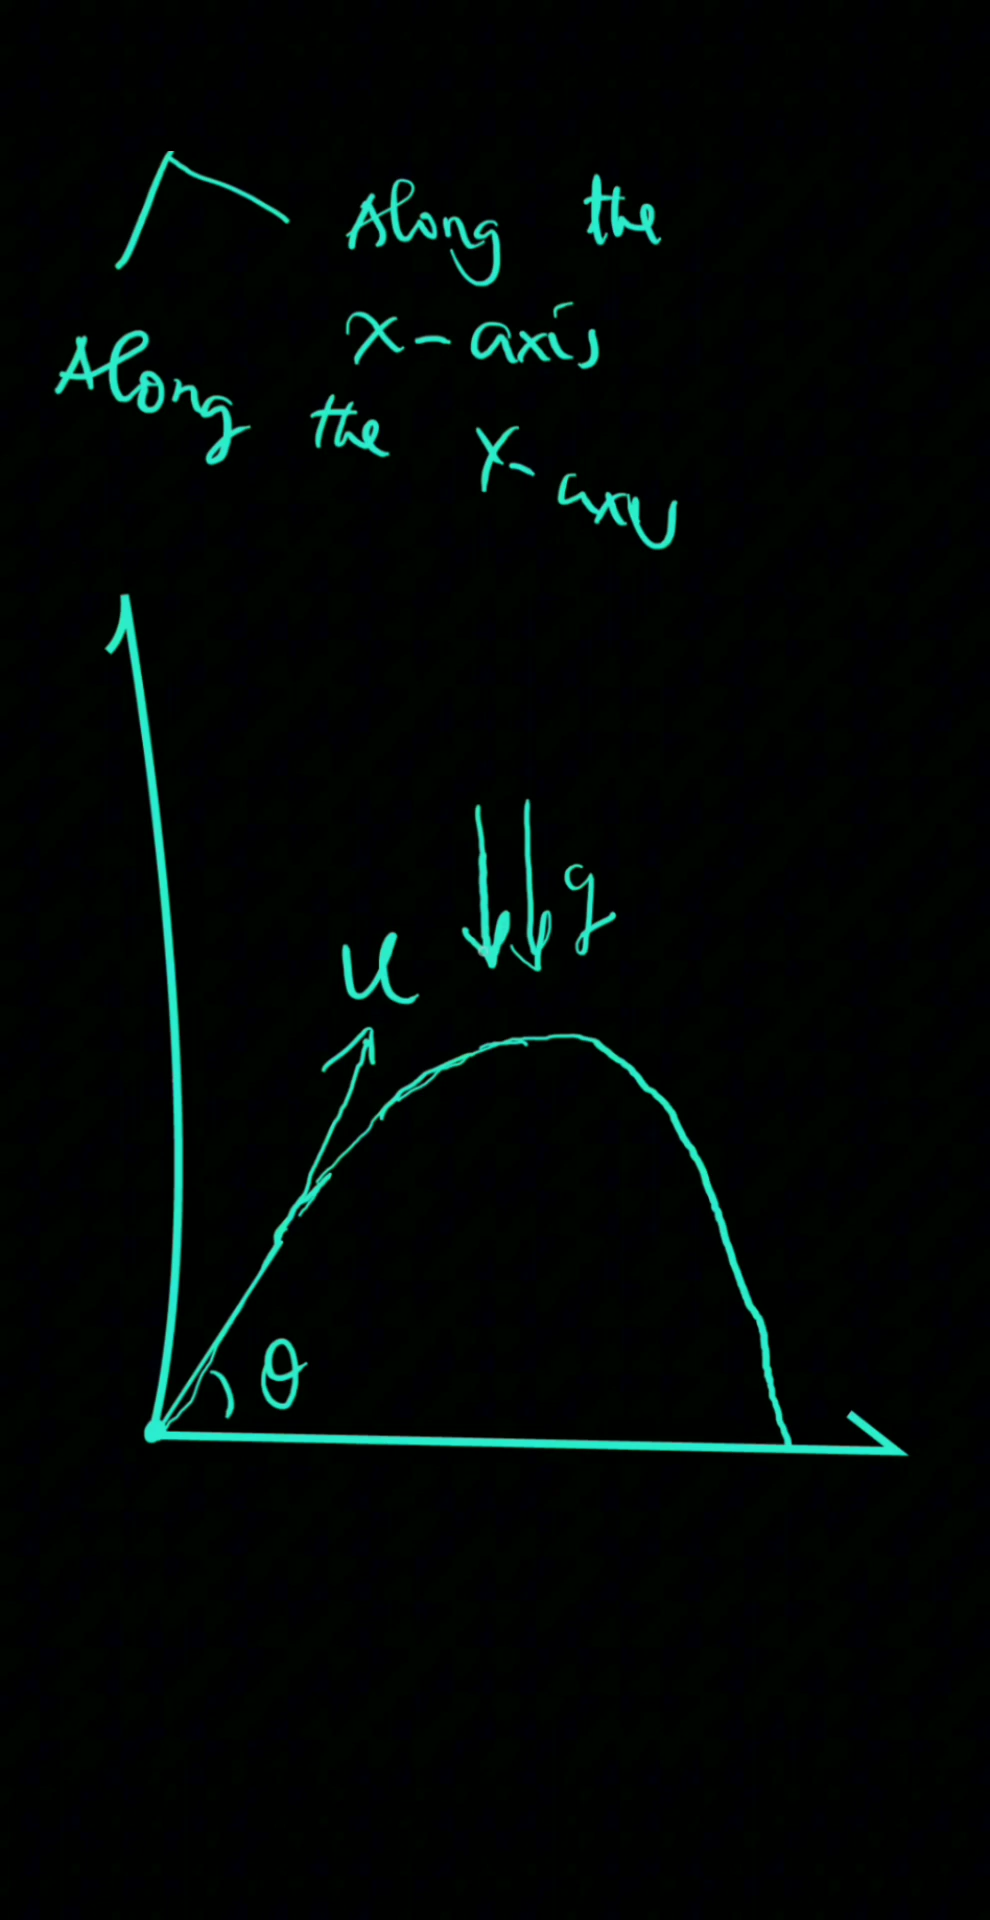 Along the
x-axis
Along the x-axis
u
g
θ